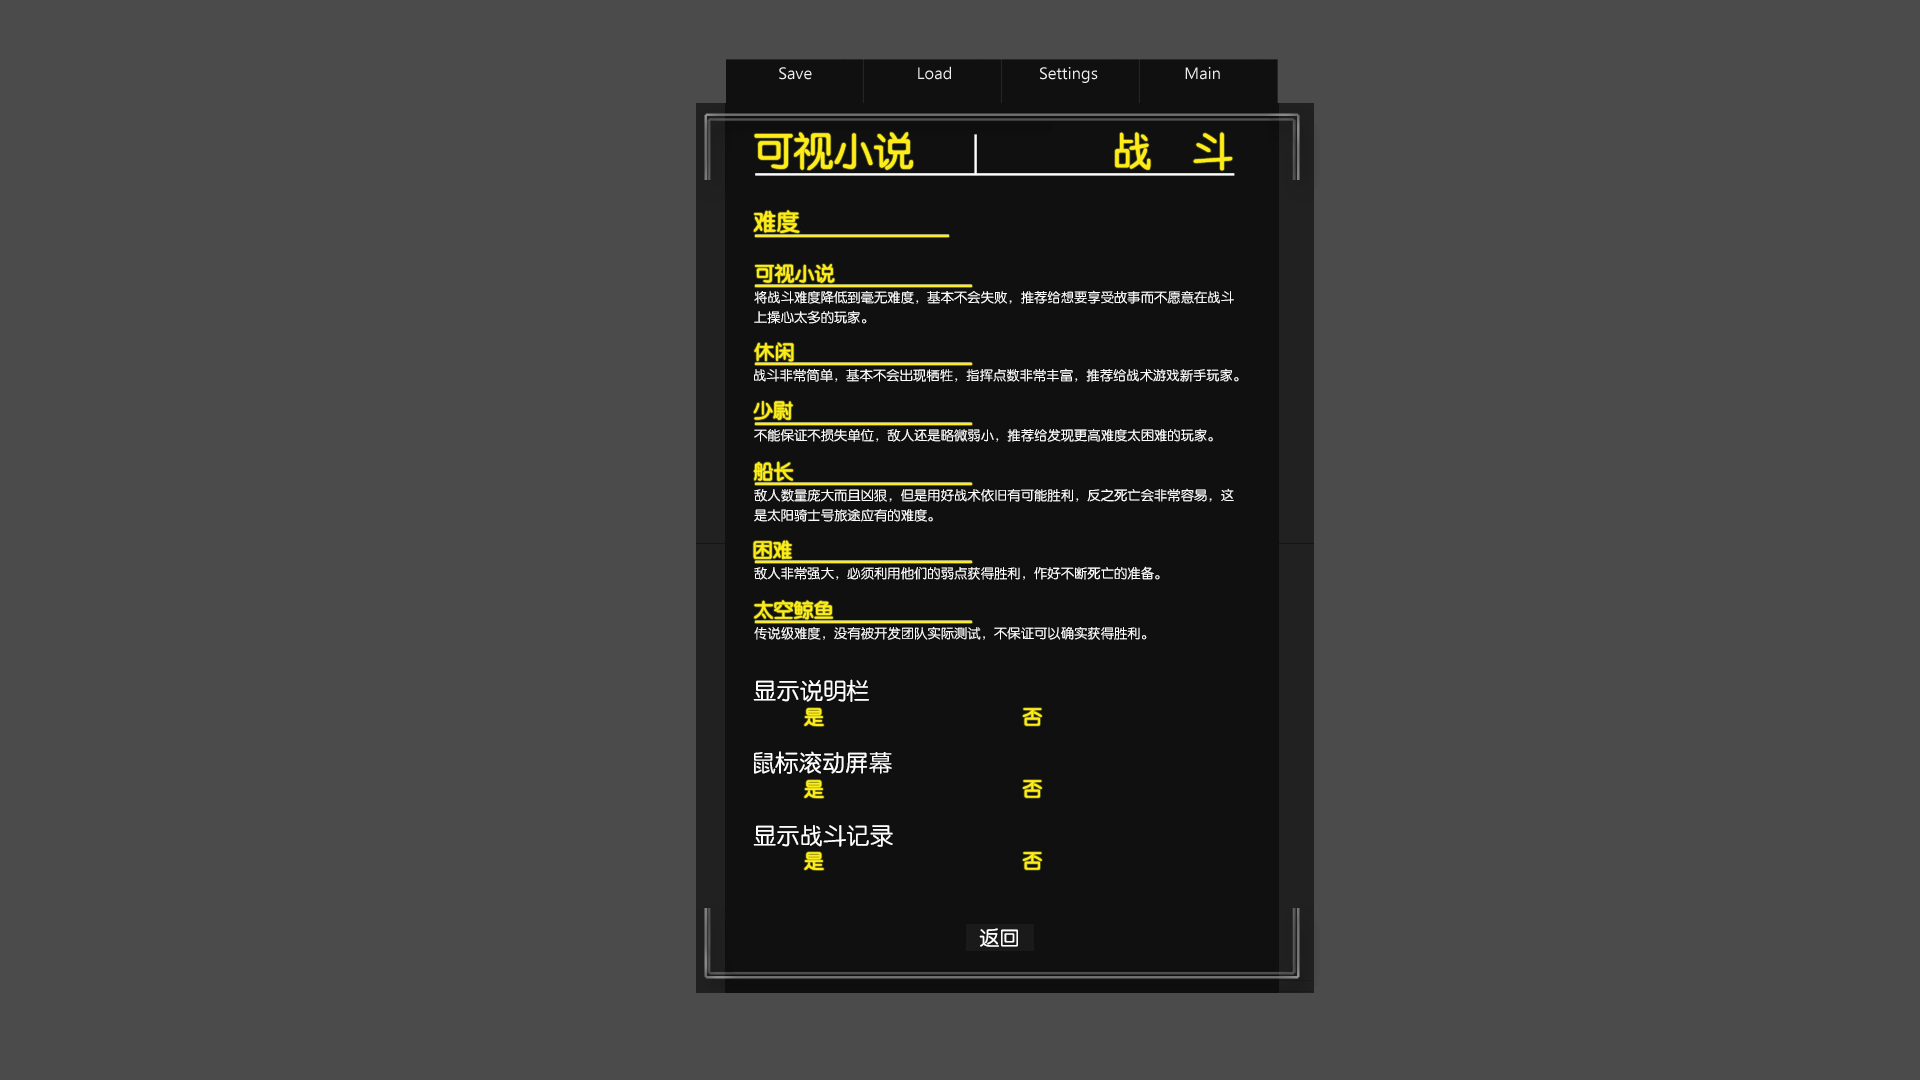 Save Load Settings Main
可视小说 战 斗
难度
可视小说
将战斗难度降低到毫无难度，基本不会失败，推荐给想要享受故事而不愿意在战斗
上操心太多的玩家。
休闲
战斗非常简单，基本不会出现牺牲，指挥点数非常丰富，推荐给战术游戏新手玩家。
少尉
不能保证不损失单位，敌人还是略微弱小，推荐给发现更高难度太困难的玩家。
船长
敌人数量庞大而且凶狠，但是用好战术依旧有可能胜利，反之死亡会非常容易，这
是太阳骑士号旅途应有的难度。
困难
敌人非常强大，必须利用他们的弱点获得胜利，作好不断死亡的准备。
太空鲸鱼
传说级难度，没有被开发团队实际测试，不保证可以确实获得胜利。
显示说明栏
是 否
鼠标滚动屏幕
是 否
显示战斗记录
是 否
返回